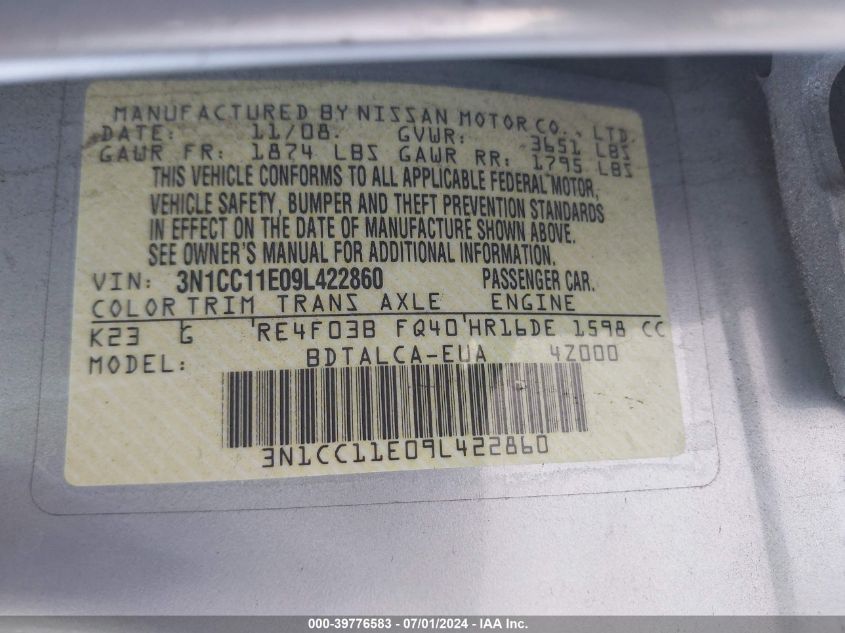 MANUFACTURED BY NISSAN MOTOR CO., LTD.
DATE: 11/08. GVWR: 3651 LBS
GAWR FR: 1874 LBS GAWR RR: 1795 LBS
THIS VEHICLE CONFORMS TO ALL APPLICABLE FEDERAL MOTOR
VEHICLE SAFETY, BUMPER AND THEFT PREVENTION STANDARDS
IN EFFECT ON THE DATE OF MANUFACTURE SHOWN ABOVE.
SEE OWNER'S MANUAL FOR ADDITIONAL INFORMATION.
VIN: 3N1CC11E09L422860 PASSENGER CAR.
COLOR TRIM TRANS AXLE ENGINE
K23 G 'RE4F03B FQ40'HR16DE 1598 CC
MODEL: BDTALCA-EUA 4Z000
3N1CC11E09L422860
000-39776583 / 07/01/2024 - IAA Inc.